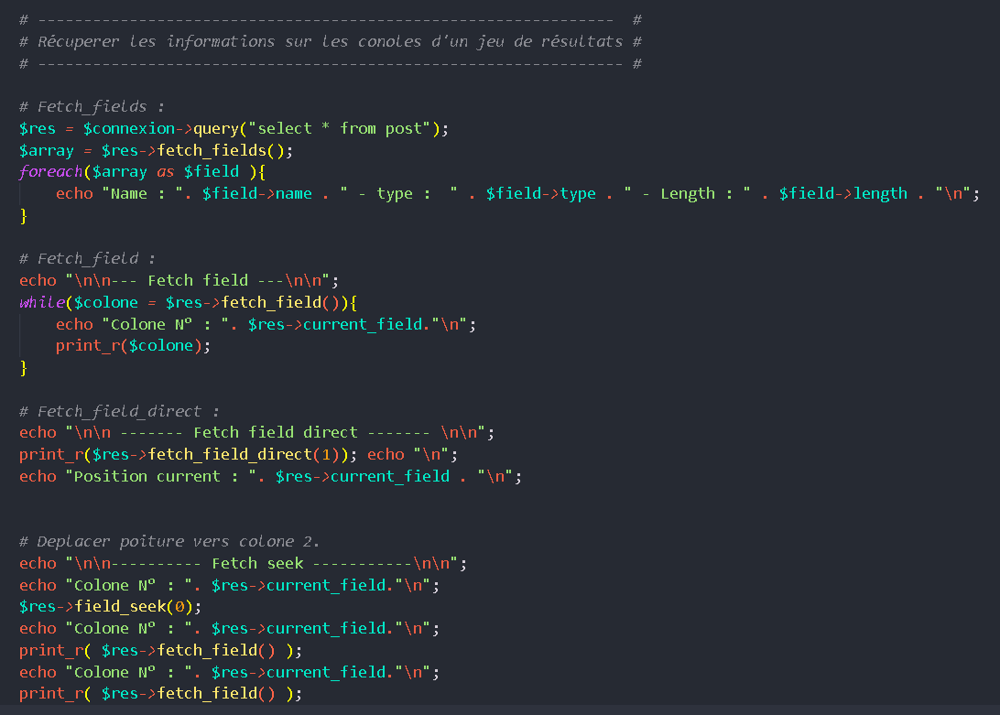 # ---------------------------------------------------------------  #
# Récuperer les informations sur les conoles d'un jeu de résultats #
# ---------------------------------------------------------------- #
# Fetch_fields :
$res = $connexion->query("select * from post");
$array = $res->fetch_fields();
foreach($array as $field ){
    echo "Name : ". $field->name . " - type :  " . $field->type . " - Length : " . $field->length . "\n";
}
# Fetch_field :
echo "\n\n--- Fetch field ---\n\n";
while($colone = $res->fetch_field()){
    echo "Colone N° : ". $res->current_field."\n";
    print_r($colone);
}
# Fetch_field_direct :
echo "\n\n ------- Fetch field direct ------- \n\n";
print_r($res->fetch_field_direct(1)); echo "\n";
echo "Position current : ". $res->current_field . "\n";
# Deplacer poiture vers colone 2.
echo "\n\n---------- Fetch seek -----------\n\n";
echo "Colone N° : ". $res->current_field."\n";
$res->field_seek(0);
echo "Colone N° : ". $res->current_field."\n";
print_r( $res->fetch_field() );
echo "Colone N° : ". $res->current_field."\n";
print_r( $res->fetch_field() );